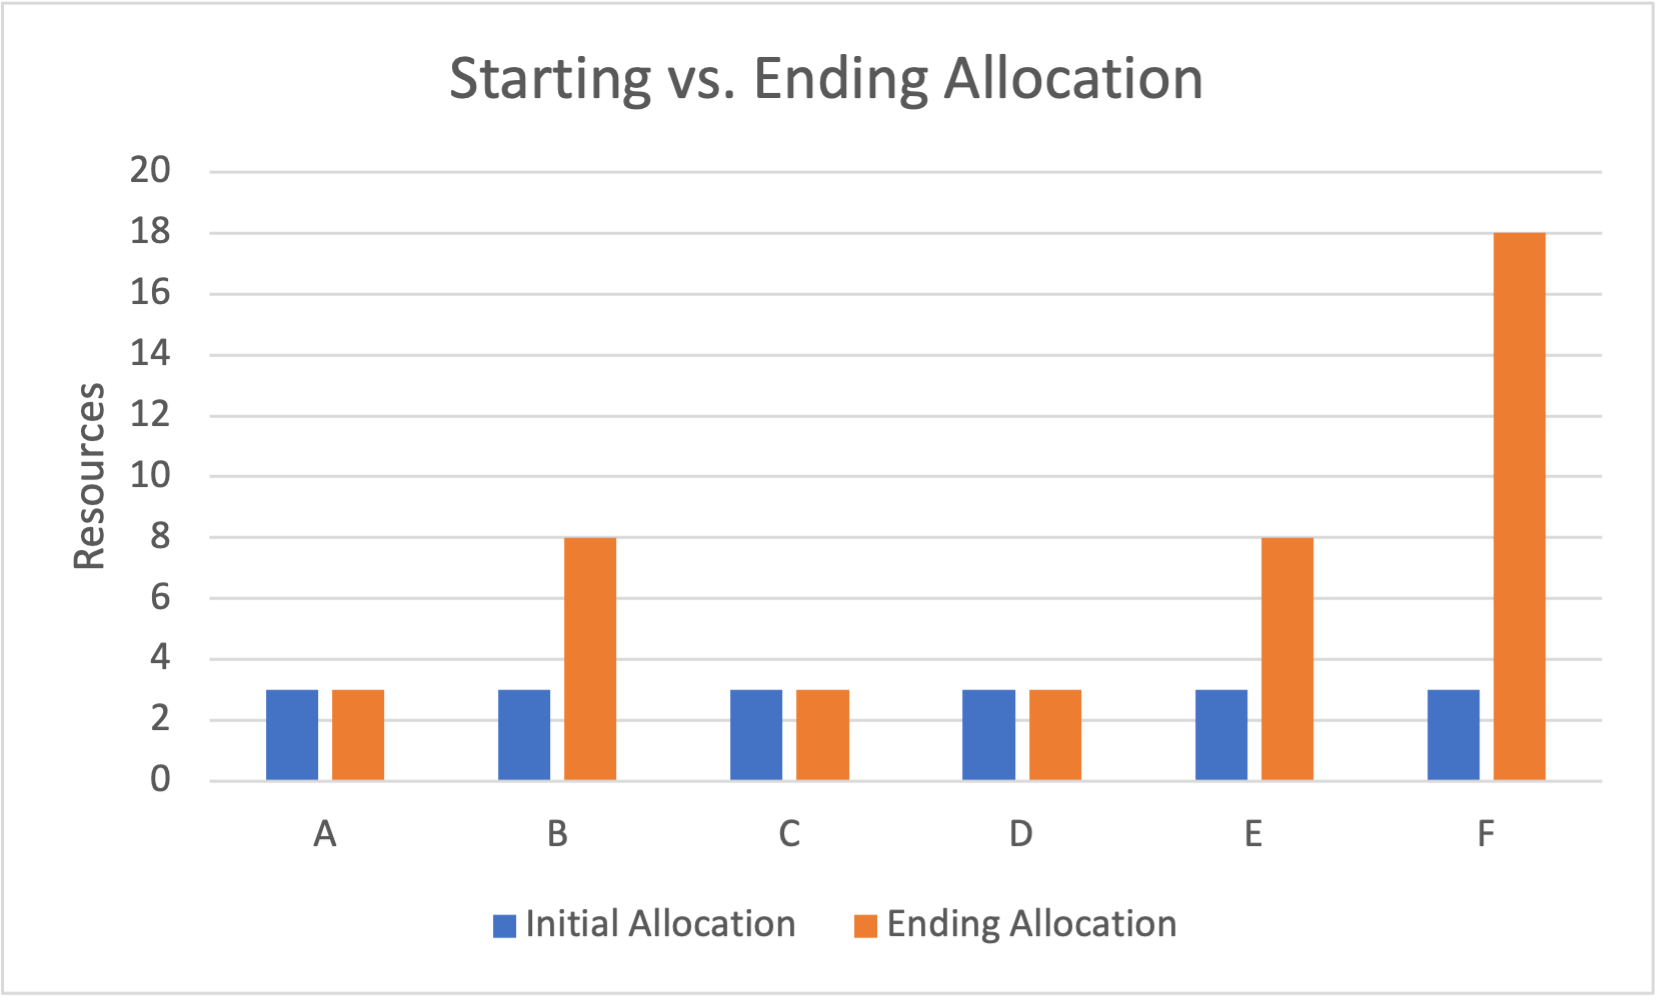 Starting vs. Ending Allocation
Resources
20
18
16
14
12
10
8
6
4
2
0
A B C D E F
Initial Allocation Ending Allocation